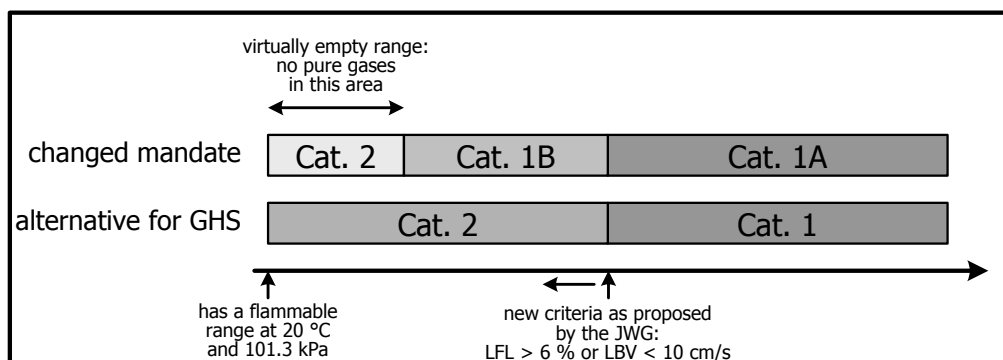 virtually empty range:
no pure gases
in this area
changed mandate
Cat. 2
Cat. 1B
Cat. 1A
alternative for GHS
Cat. 2
Cat. 1
has a flammable
range at 20 °C
and 101.3 kPa
new criteria as proposed
by the JWG:
LFL > 6 % or LBV < 10 cm/s